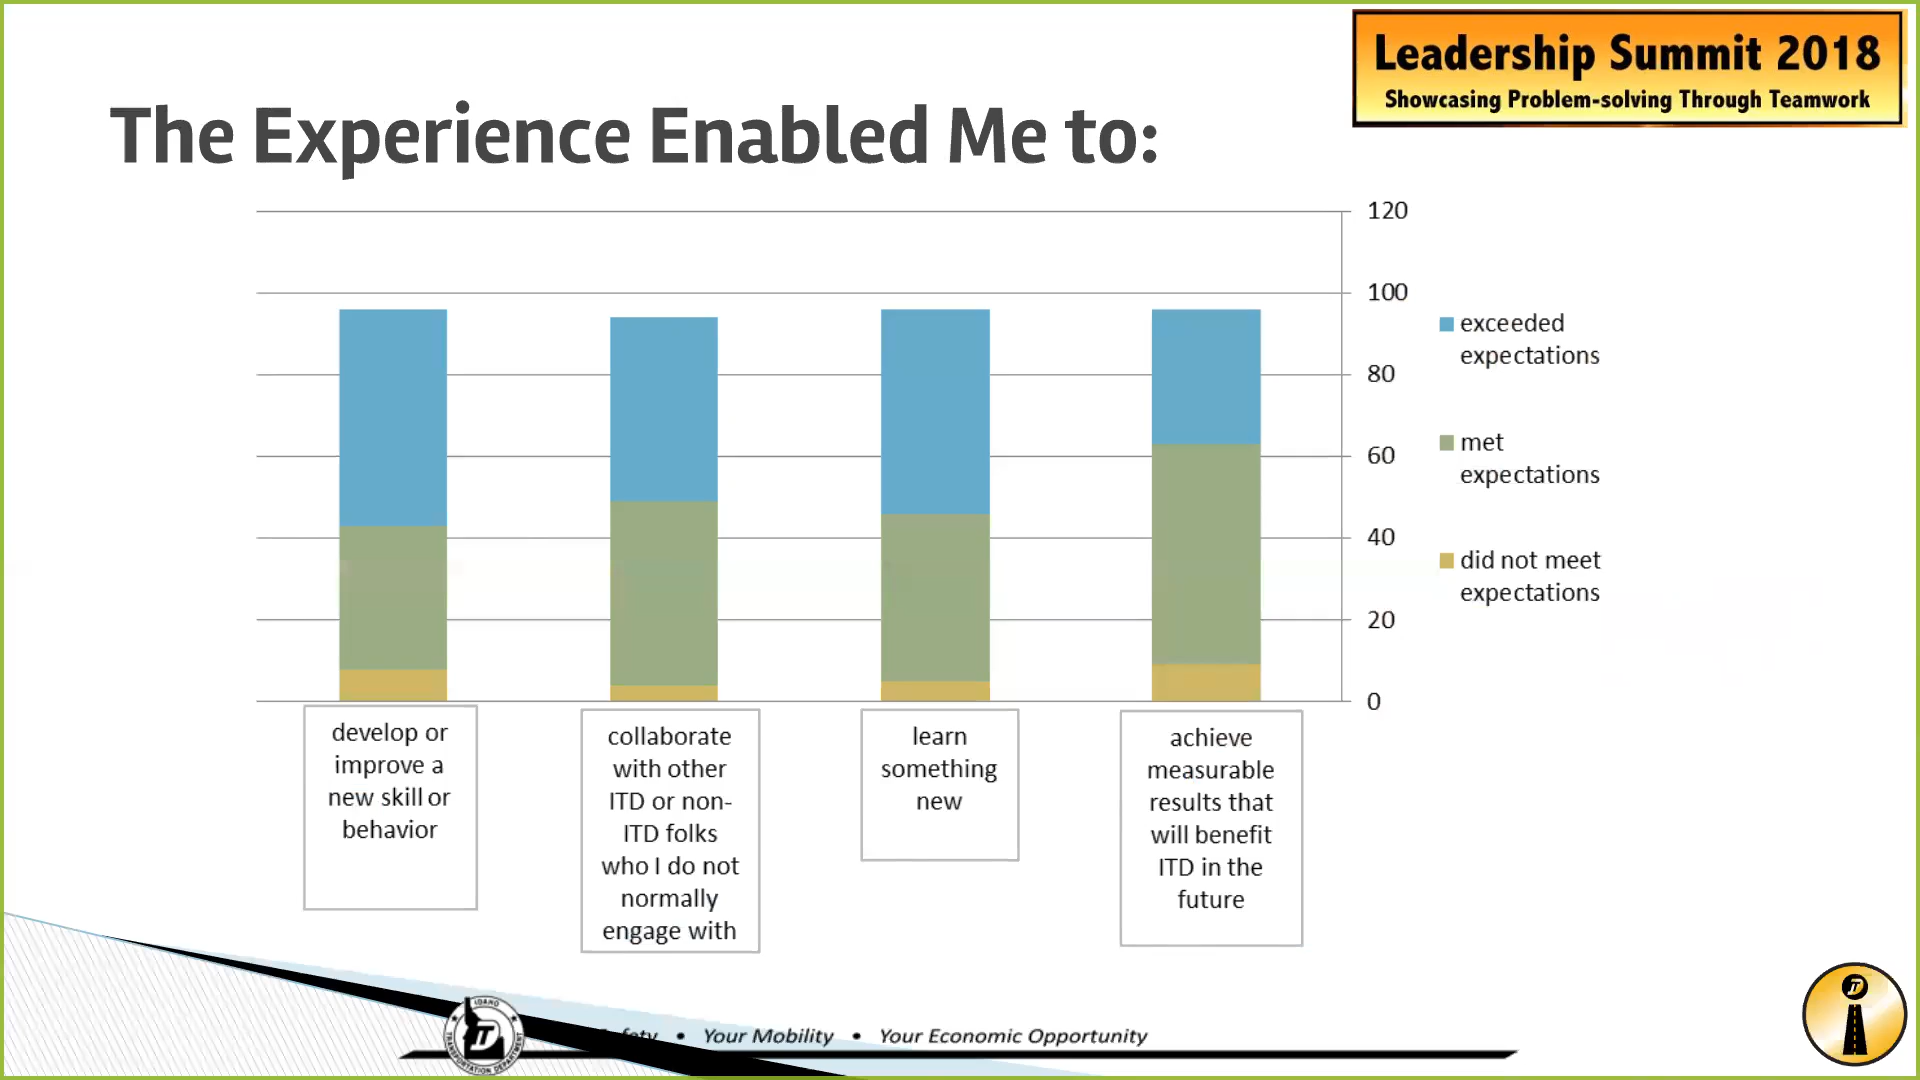 Leadership Summit 2018
Showcasing Problem-solving Through Teamwork
The Experience Enabled Me to:
120
100
80
60
40
20
0
exceeded
expectations
met
expectations
did not meet
expectations
develop or
improve a
new skill or
behavior
collaborate
with other
ITD or non-
ITD folks
who I do not
normally
engage with
learn
something
new
achieve
measurable
results that
will benefit
ITD in the
future
IDAHO
TRANSPORTATION DEPARTMENT
• Your Mobility • Your Economic Opportunity